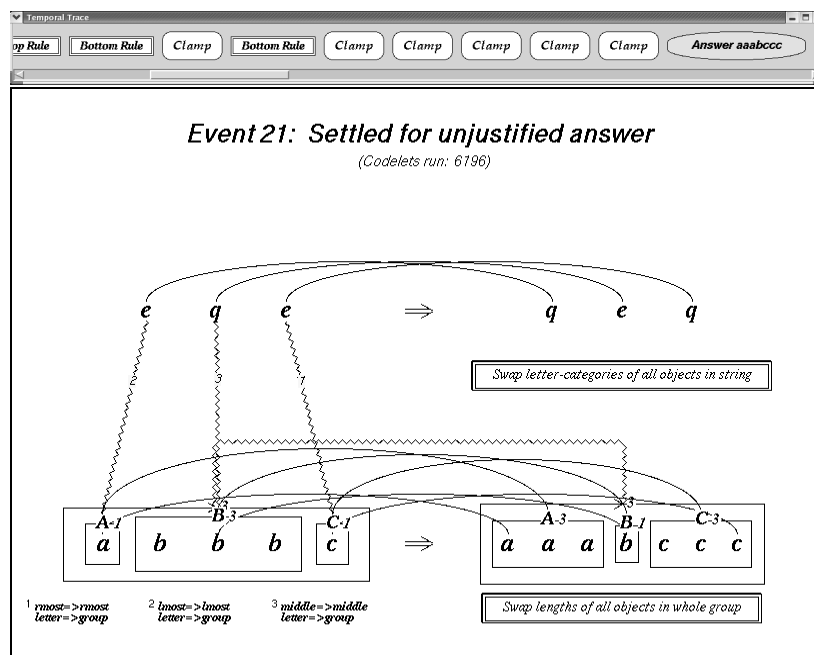 Temporal Trace
op Rule Bottom Rule Clamp Bottom Rule Clamp Clamp Clamp Clamp Clamp Answer aaabccc
Event 21: Settled for unjustified answer
(Codelets run: 6196)
e q e ⇒ q e q
2 3 1
Swap letter-categories of all objects in string
3 3
A-1 B-3 C-1 A-3 B-1 C-3
a b b b c ⇒ a a a b c c c
1 rmost=>rmost 2 lmost=>lmost 3 middle=>middle
letter=>group letter=>group letter=>group
Swap lengths of all objects in whole group